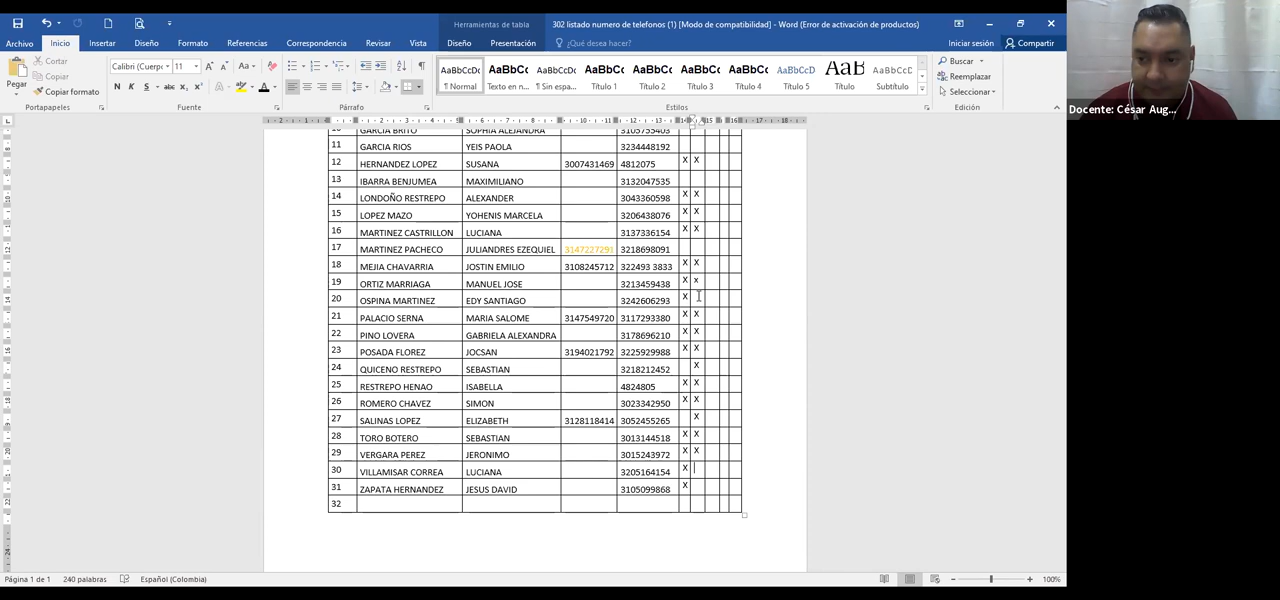 Herramientas de tabla
302 listado numero de telefonos (1) [Modo de compatibilidad] - Word (Error de activación de productos)
Archivo Inicio Insertar Diseño Formato Referencias Correspondencia Revisar Vista Diseño Presentación ¿Qué desea hacer? Iniciar sesión Compartir
Pegar
Cortar
Copiar
Copiar formato
Portapapeles
Calibri (Cuerpo 11
N K S abc x₂ x²
Fuente
Párrafo
AaBbCcDc AaBbCc AaBbCcDc AaBbCc AaBbCc AaBbCc AaBbCc AaBbCcD AaB AaBbCcD
¶ Normal Texto en n... ¶ Sin espa... Título 1 Título 2 Título 3 Título 4 Título 5 Título Subtítulo
Estilos
Buscar
Reemplazar
Seleccionar
Edición
Docente: César Aug...
10 GARCIA BRITO SOPHIA ALEJANDRA 3105755403
11 GARCIA RIOS YEIS PAOLA 3234448192
12 HERNANDEZ LOPEZ SUSANA 3007431469 4812075 X X
13 IBARRA BENJUMEA MAXIMILIANO 3132047535
14 LONDOÑO RESTREPO ALEXANDER 3043360598 X X
15 LOPEZ MAZO YOHENIS MARCELA 3206438076 X X
16 MARTINEZ CASTRILLON LUCIANA 3137336154 X X
17 MARTINEZ PACHECO JULIANDRES EZEQUIEL 3147227291 3218698091
18 MEJIA CHAVARRIA JOSTIN EMILIO 3108245712 322493 3833 X X
19 ORTIZ MARRIAGA MANUEL JOSE 3213459438 X x
20 OSPINA MARTINEZ EDY SANTIAGO 3242606293 X
21 PALACIO SERNA MARIA SALOME 3147549720 3117293380 X X
22 PINO LOVERA GABRIELA ALEXANDRA 3178696210 X X
23 POSADA FLOREZ JOCSAN 3194021792 3225929988 X X
24 QUICENO RESTREPO SEBASTIAN 3218212452 X
25 RESTREPO HENAO ISABELLA 4824805 X X
26 ROMERO CHAVEZ SIMON 3023342950 X X
27 SALINAS LOPEZ ELIZABETH 3128118414 3052455265 X
28 TORO BOTERO SEBASTIAN 3013144518 X X
29 VERGARA PEREZ JERONIMO 3015243972 X X
30 VILLAMISAR CORREA LUCIANA 3205164154 X
31 ZAPATA HERNANDEZ JESUS DAVID 3105099868 X
32
Página 1 de 1 240 palabras Español (Colombia) 100%